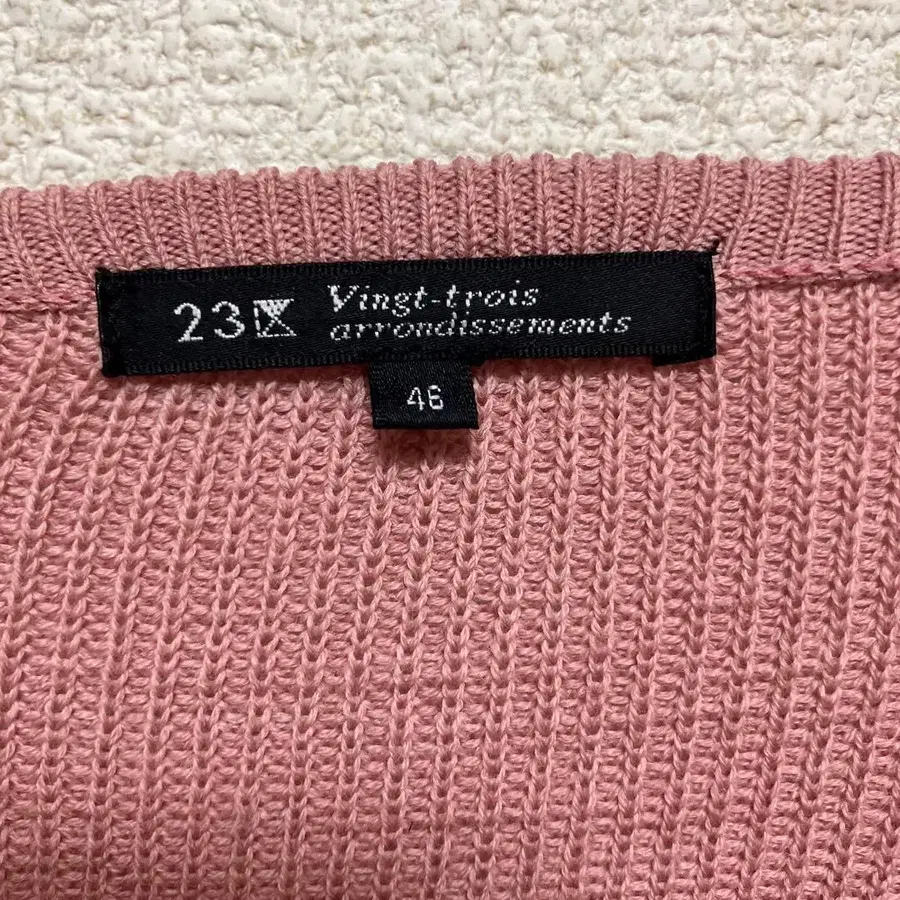 23区
Vingt-trois
arrondissements
46